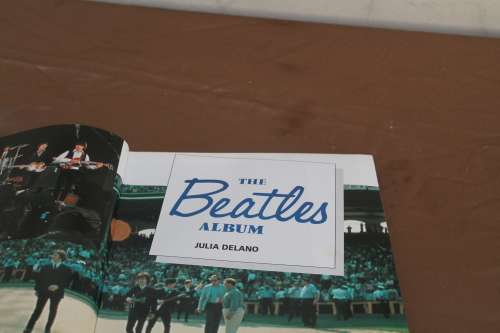 THE
Beatles
ALBUM
JULIA DELANO